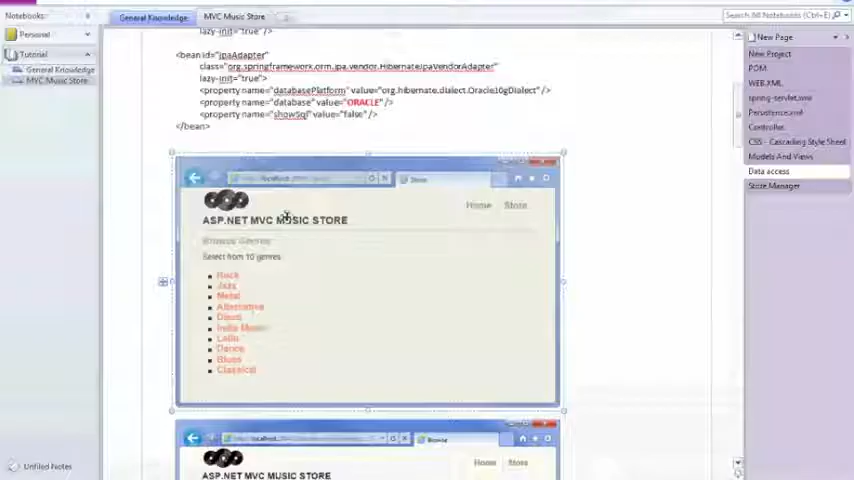 Notebooks:
General Knowledge
MVC Music Store
Search All Notebooks (Ctrl+E)
Personal
Tutorial
General Knowledge
MVC Music Store
lazy-init="true" />
<bean id="jpaAdapter"
class="org.springframework.orm.jpa.vendor.HibernateJpaVendorAdapter"
lazy-init="true">
<property name="databasePlatform" value="org.hibernate.dialect.Oracle10gDialect" />
<property name="database" value="ORACLE" />
<property name="showSql" value="false" />
</bean>
Store
ASP.NET MVC MUSIC STORE
Home
Store
Browse Genres
Select from 10 genres
Rock
Jazz
Metal
Alternative
Disco
Indie Music
Latin
Dance
Blues
Classical
Browse
Home
Store
ASP.NET MVC MUSIC STORE
New Page
New Project
POM
WEB.XML
spring-servlet.xml
Persistence.xml
Controller
CSS - Cascading Style Sheet
Models And Views
Data access
Store Manager
Unfiled Notes